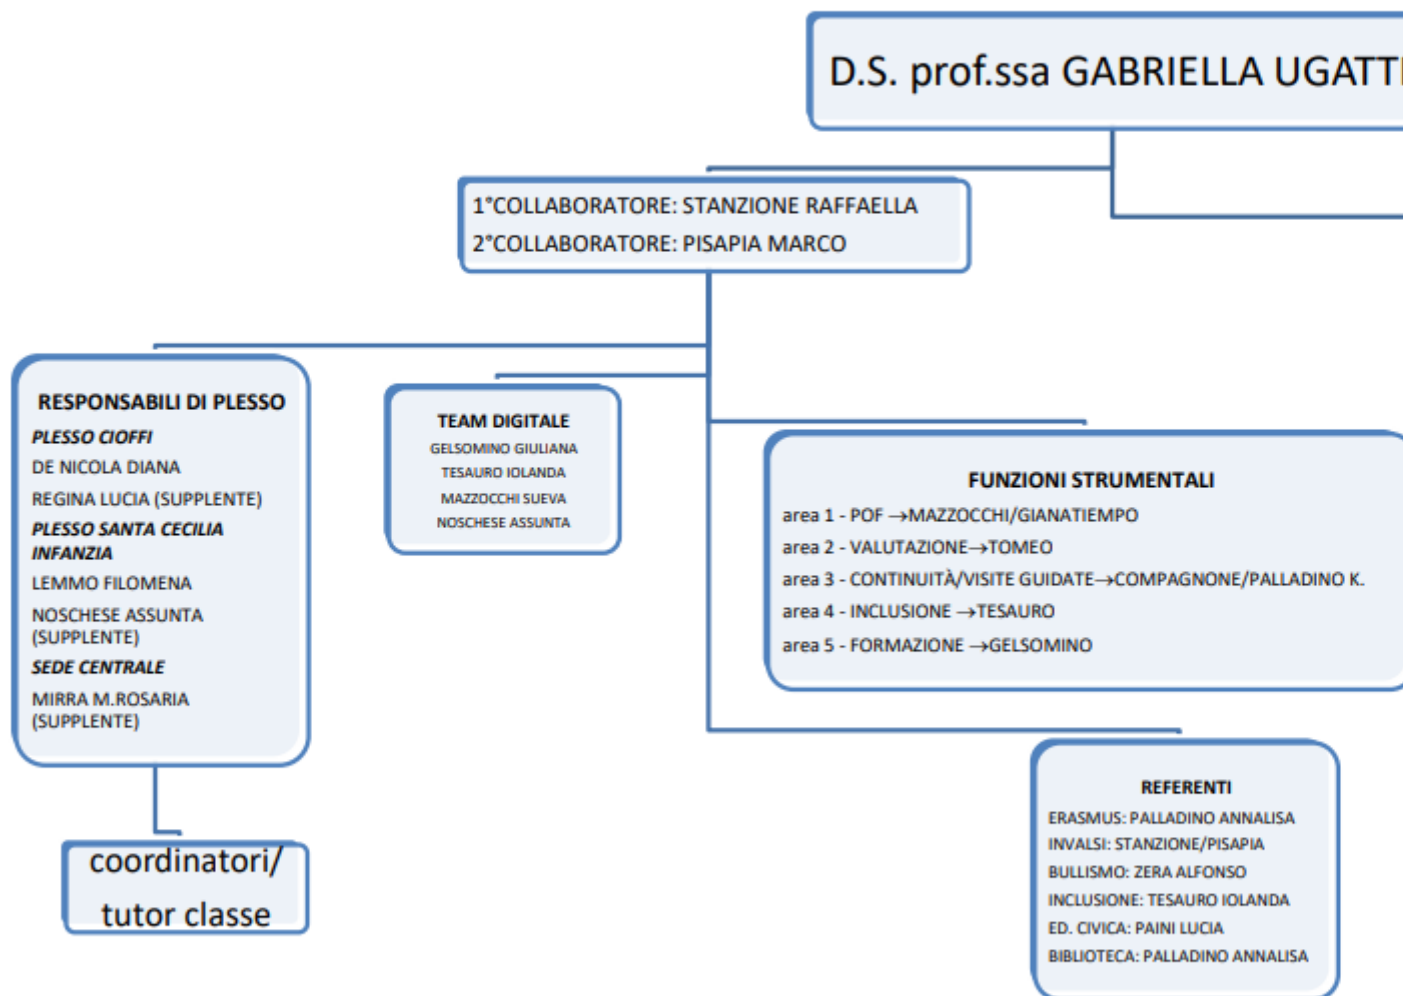 D.S. prof.ssa GABRIELLA UGATTI
1°COLLABORATORE: STANZIONE RAFFAELLA
2°COLLABORATORE: PISAPIA MARCO
RESPONSABILI DI PLESSO
PLESSO CIOFFI
DE NICOLA DIANA
REGINA LUCIA (SUPPLENTE)
PLESSO SANTA CECILIA
INFANZIA
LEMMO FILOMENA
NOSCHESE ASSUNTA
(SUPPLENTE)
SEDE CENTRALE
MIRRA M.ROSARIA
(SUPPLENTE)
coordinatori/
tutor classe
TEAM DIGITALE
GELSOMINO GIULIANA
TESAURO IOLANDA
MAZZOCCHI SUEVA
NOSCHESE ASSUNTA
FUNZIONI STRUMENTALI
area 1 - POF →MAZZOCCHI/GIANATIEMPO
area 2 - VALUTAZIONE→TOMEO
area 3 - CONTINUITÀ/VISITE GUIDATE→COMPAGNONE/PALLADINO K.
area 4 - INCLUSIONE →TESAURO
area 5 - FORMAZIONE →GELSOMINO
REFERENTI
ERASMUS: PALLADINO ANNALISA
INVALSI: STANZIONE/PISAPIA
BULLISMO: ZERA ALFONSO
INCLUSIONE: TESAURO IOLANDA
ED. CIVICA: PAINI LUCIA
BIBLIOTECA: PALLADINO ANNALISA